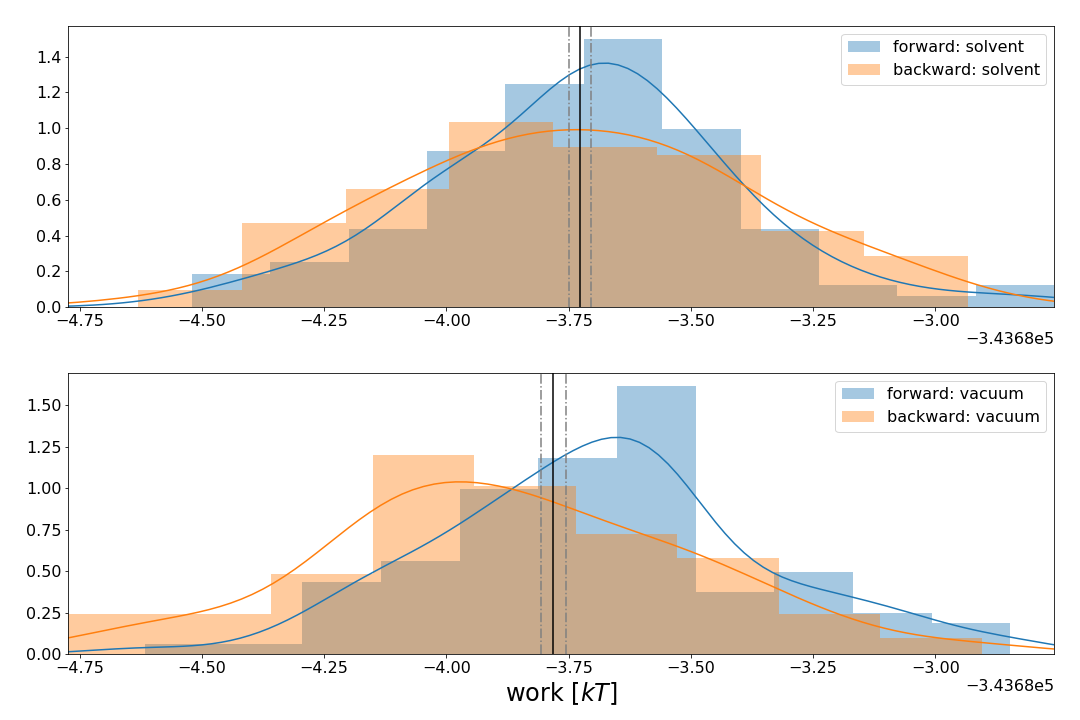 1.4
1.2
1.0
0.8
0.6
0.4
0.2
0.0
forward: solvent
backward: solvent
−4.75 −4.50 −4.25 −4.00 −3.75 −3.50 −3.25 −3.00
−3.4368e5
1.50
1.25
1.00
0.75
0.50
0.25
0.00
forward: vacuum
backward: vacuum
−4.75 −4.50 −4.25 −4.00 −3.75 −3.50 −3.25 −3.00
−3.4368e5
work [kT]